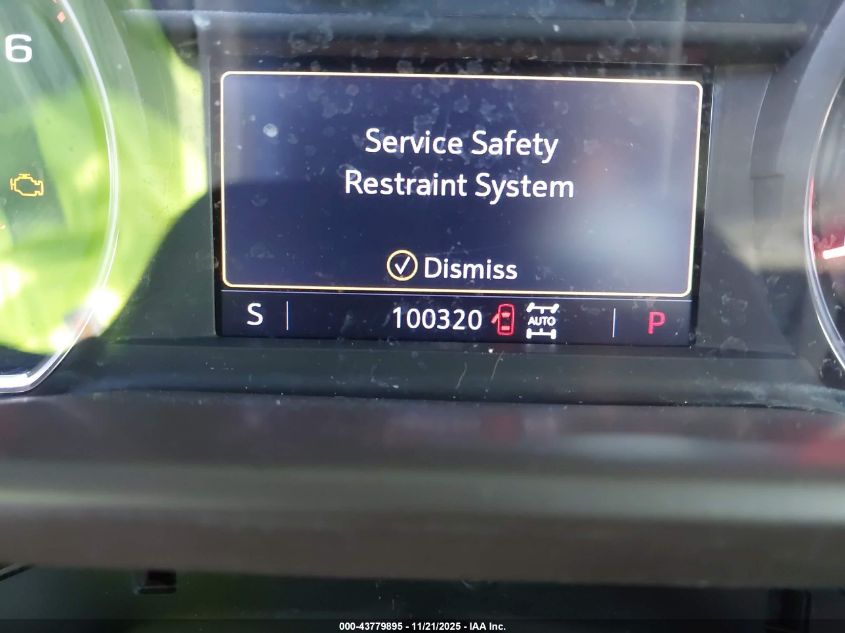 6
Service Safety
Restraint System
Dismiss
S 100320 AUTO P
000-43779895 - 11/21/2025 - IAA Inc.